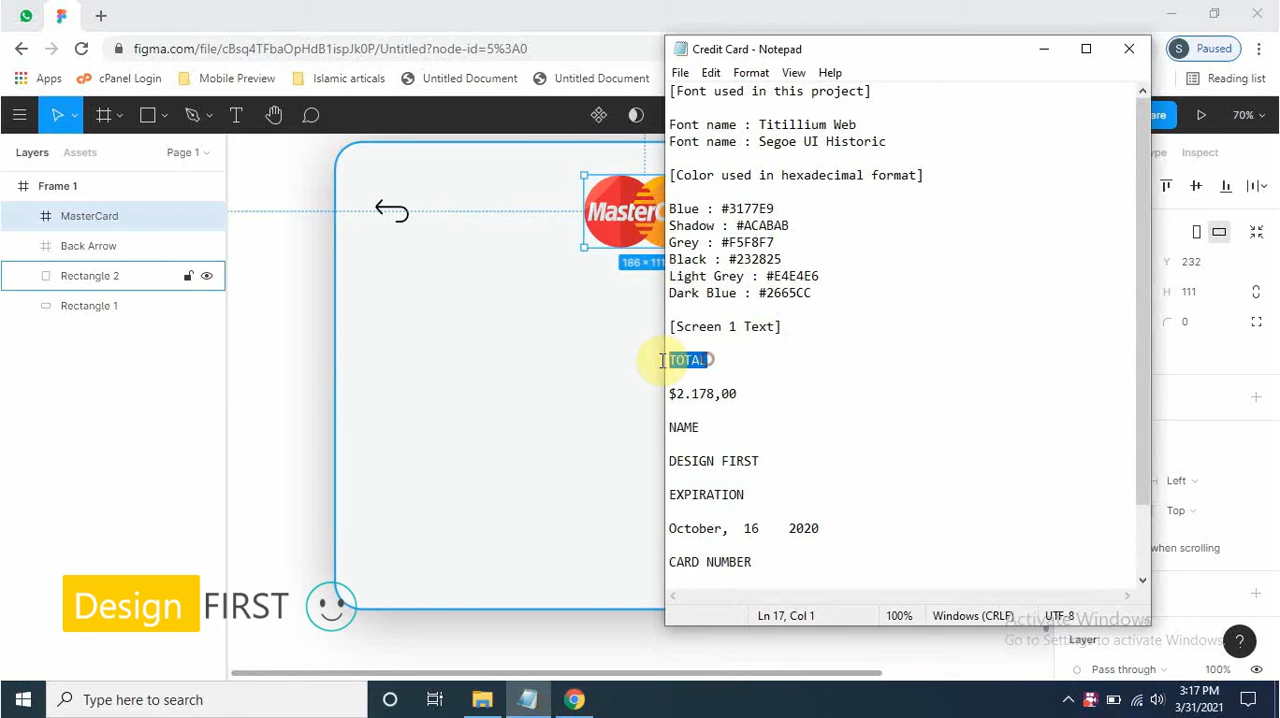 figma.com/file/cBsq4TFbaOpHdB1ispJk0P/Untitled?node-id=5%3A0
S Paused
Apps
cPanel Login
Mobile Preview
Islamic articals
Untitled Document
Untitled Document
Reading list
Credit Card - Notepad
File Edit Format View Help
[Font used in this project]
Font name : Titillium Web
Font name : Segoe UI Historic
[Color used in hexadecimal format]
Blue : #3177E9
Shadow : #ACABAB
Grey : #F5F8F7
Black : #232825
Light Grey : #E4E4E6
Dark Blue : #2665CC
[Screen 1 Text]
TOTAL
$2.178,00
NAME
DESIGN FIRST
EXPIRATION
October, 16 2020
CARD NUMBER
Ln 17, Col 1
100%
Windows (CRLF)
UTF-8
70%
Layers
Assets
Page 1
Frame 1
MasterCard
Back Arrow
Rectangle 2
Rectangle 1
MasterC
186 × 111
Inspect
Y 232
H 111
0
Left
Top
when scrolling
Activate Windows
Go to Settings to activate Windows.
Layer
Pass through
100%
?
Design FIRST
Type here to search
3:17 PM
3/31/2021